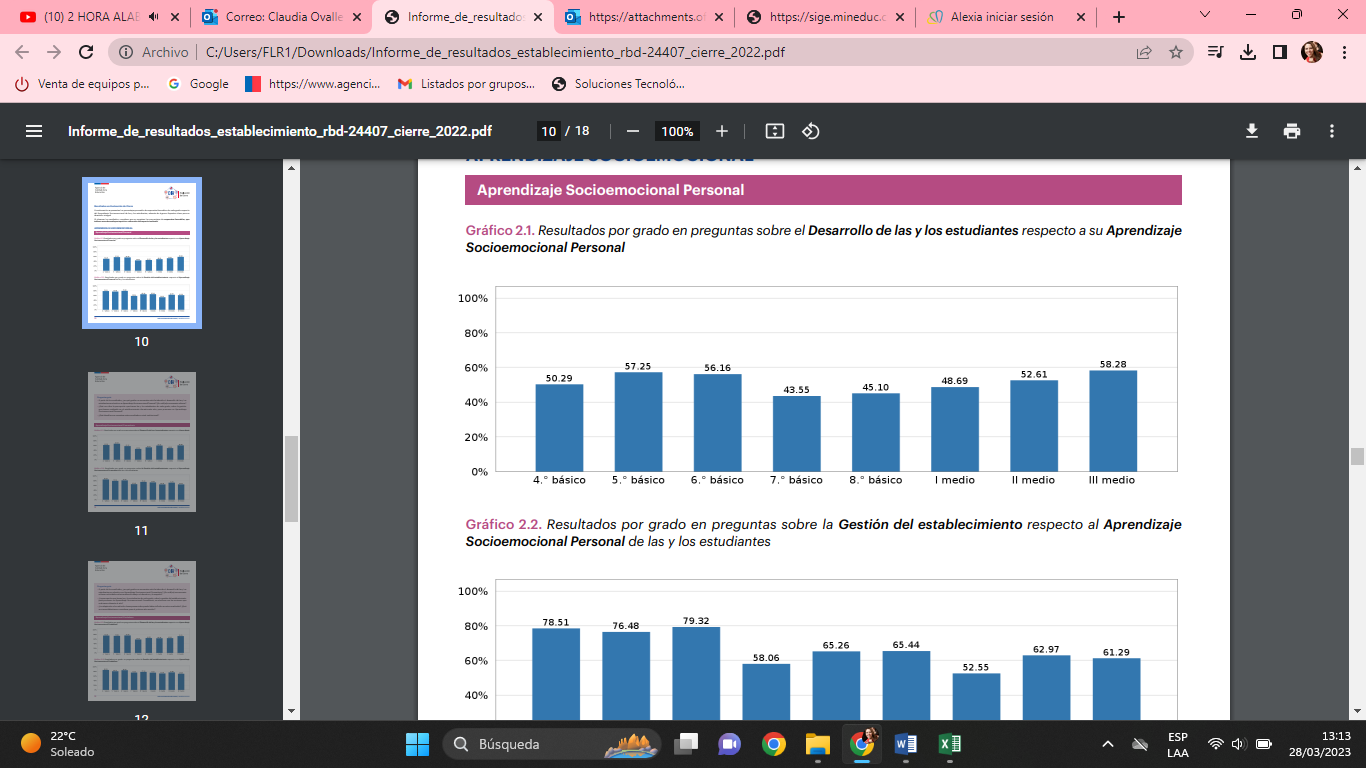 (10) 2 HORA ALAB
Correo: Claudia Ovalle
Informe_de_resultados
https://attachments.of
https://sige.mineduc.c
Alexia iniciar sesión
Archivo | C:/Users/FLR1/Downloads/Informe_de_resultados_establecimiento_rbd-24407_cierre_2022.pdf
Venta de equipos p...
Google
https://www.agenci...
Listados por grupos...
Soluciones Tecnoló...
Informe_de_resultados_establecimiento_rbd-24407_cierre_2022.pdf
10 / 18
100%
10
11
12
APRENDIZAJE SOCIOEMOCIONAL
Aprendizaje Socioemocional Personal
Gráfico 2.1. Resultados por grado en preguntas sobre el Desarrollo de las y los estudiantes respecto a su Aprendizaje
Socioemocional Personal
100%
80%
60%
40%
20%
0%
50.29 57.25 56.16 43.55 45.10 48.69 52.61 58.28
4.° básico 5.° básico 6.° básico 7.° básico 8.° básico I medio II medio III medio
Gráfico 2.2. Resultados por grado en preguntas sobre la Gestión del establecimiento respecto al Aprendizaje
Socioemocional Personal de las y los estudiantes
100%
80%
60%
40%
78.51 76.48 79.32 58.06 65.26 65.44 52.55 62.97 61.29
22°C
Soleado
Búsqueda
ESP
LAA
13:13
28/03/2023